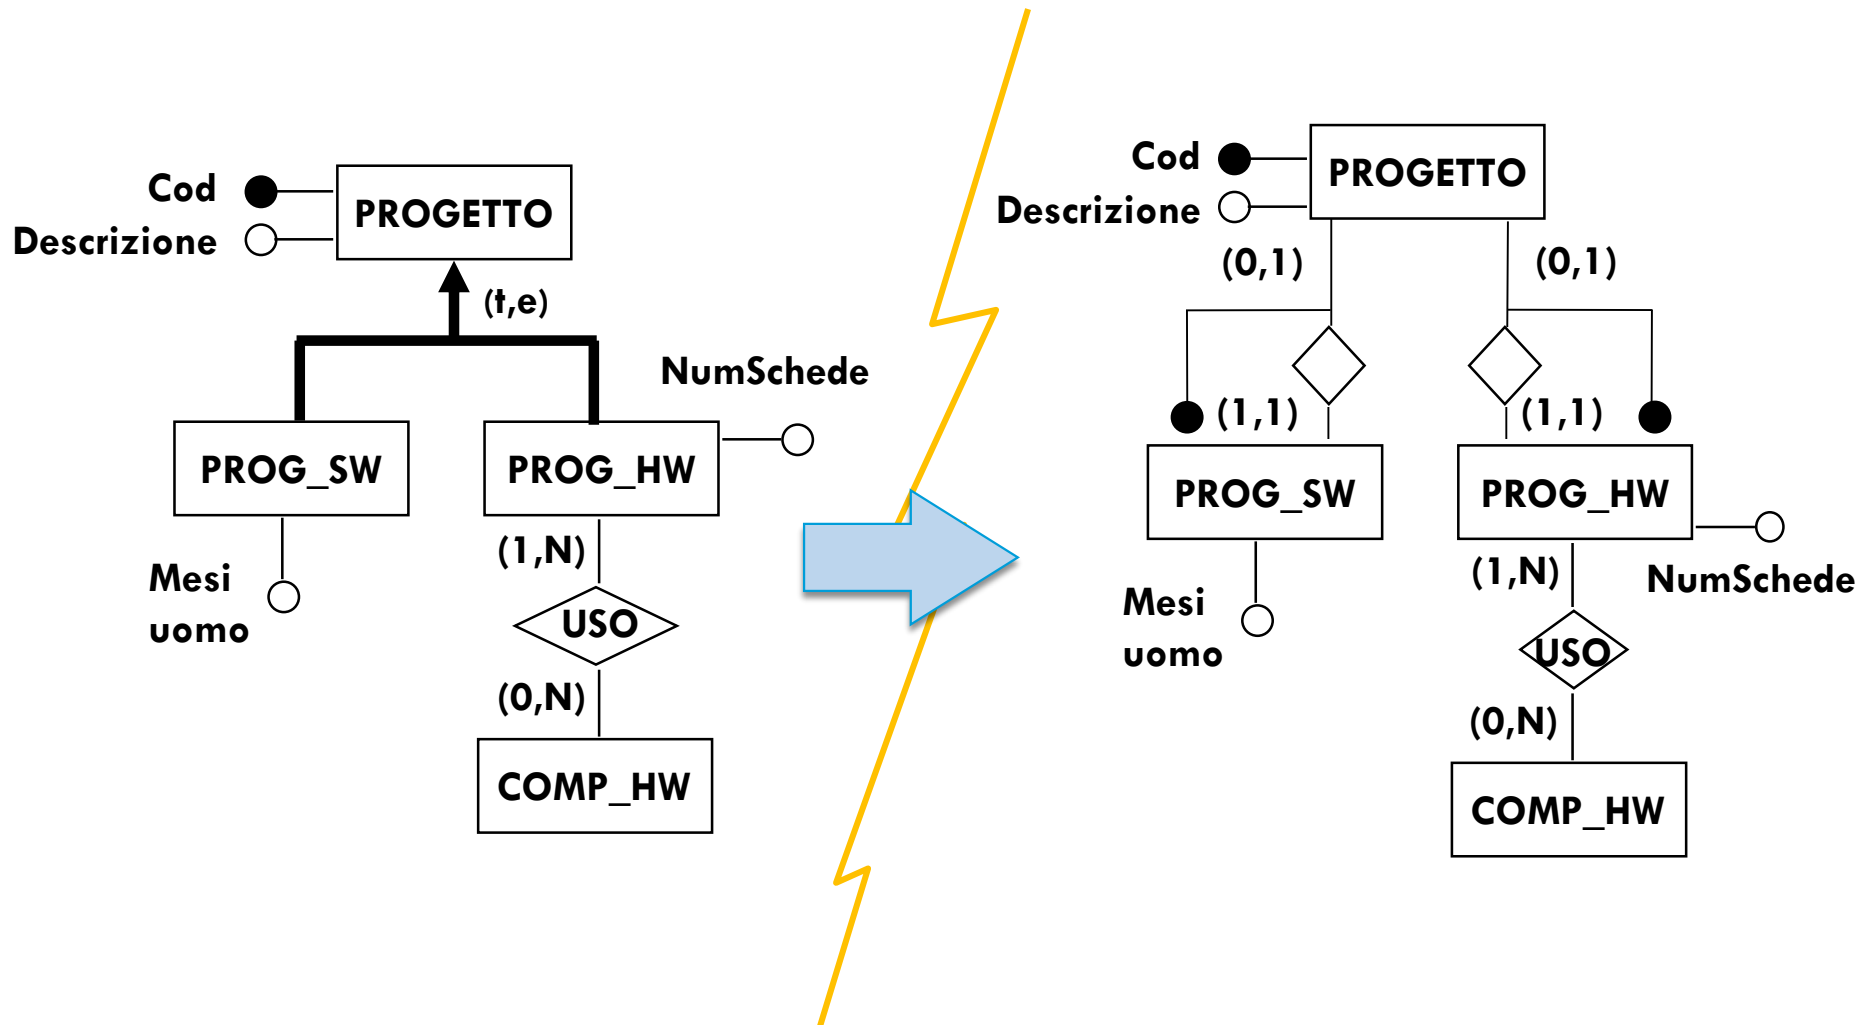 Cod
PROGETTO
Descrizione
(t,e)
NumSchede
PROG_SW
PROG_HW
(1,N)
Mesi
uomo
USO
(0,N)
COMP_HW
Cod
PROGETTO
Descrizione
(0,1)
(0,1)
(1,1)
(1,1)
PROG_SW
PROG_HW
(1,N)
NumSchede
Mesi
uomo
USO
(0,N)
COMP_HW